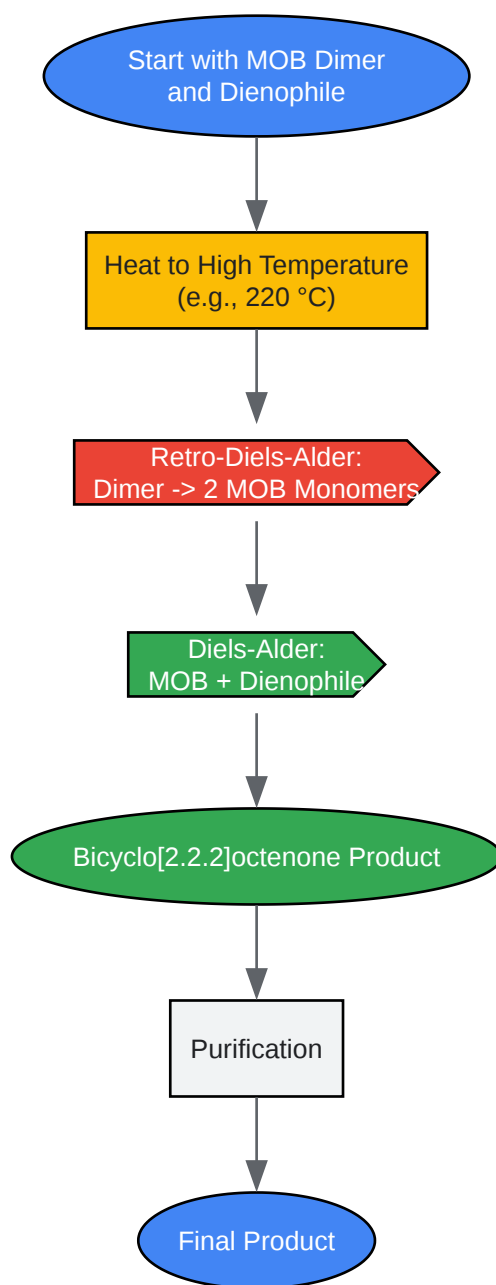 Start with MOB Dimer
and Dienophile
Heat to High Temperature
(e.g., 220 °C)
Retro-Diels-Alder:
Dimer -> 2 MOB Monomers
Diels-Alder:
MOB + Dienophile
Bicyclo[2.2.2]octenone Product
Purification
Final Product